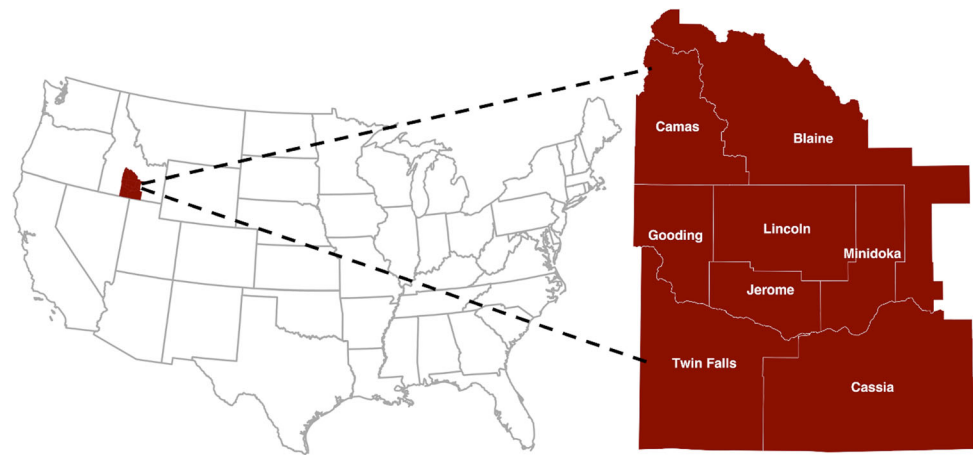 Camas
Blaine
Gooding
Lincoln
Minidoka
Jerome
Twin Falls
Cassia